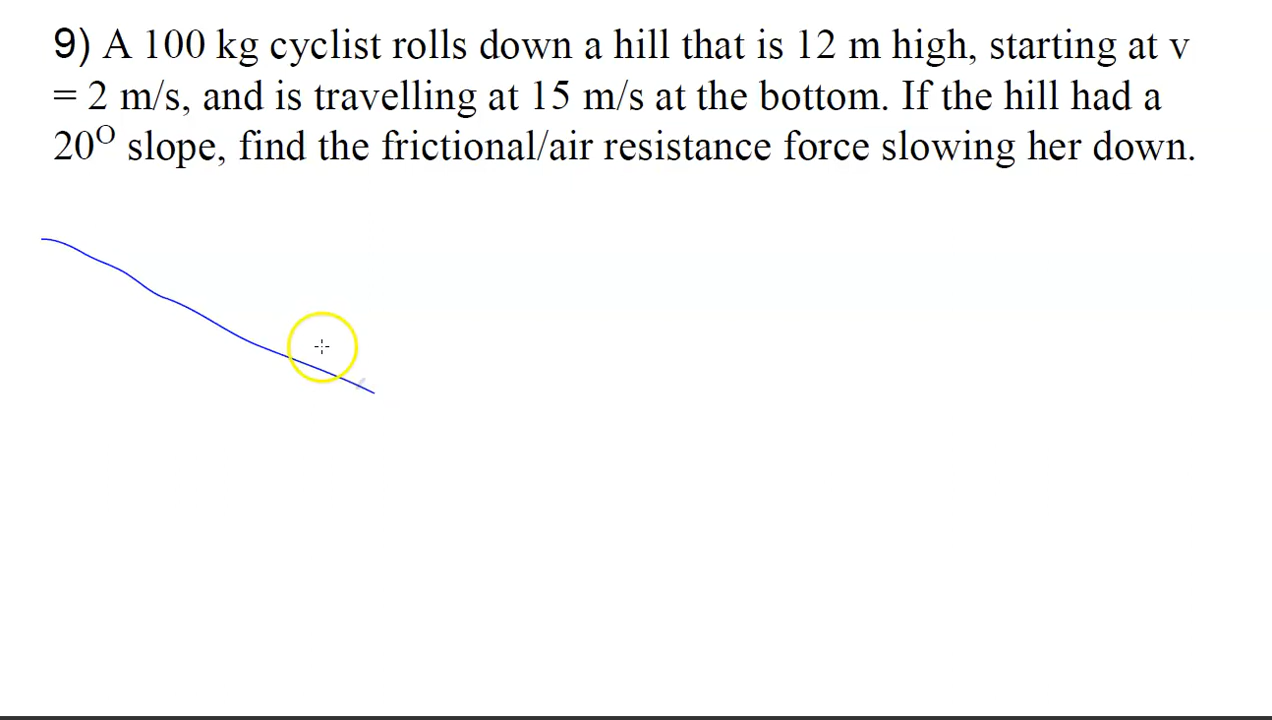 9) A 100 kg cyclist rolls down a hill that is 12 m high, starting at v
= 2 m/s, and is travelling at 15 m/s at the bottom. If the hill had a
20° slope, find the frictional/air resistance force slowing her down.